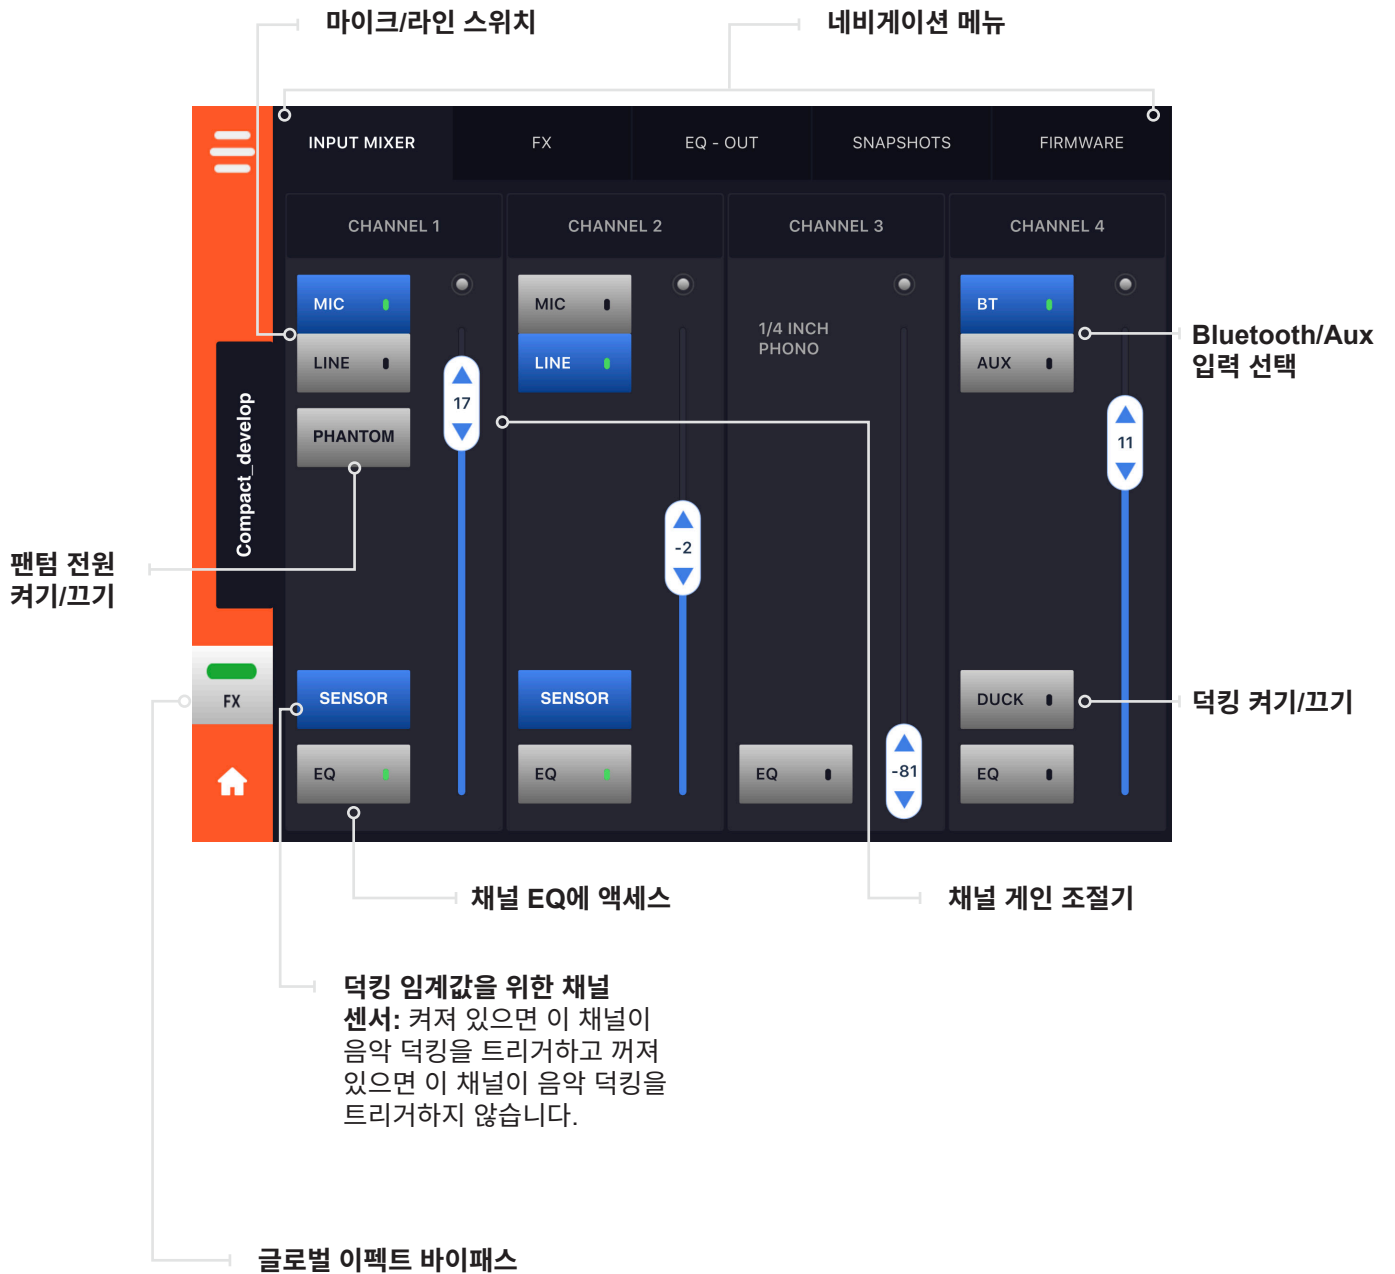 마이크/라인 스위치
네비게이션 메뉴
INPUT MIXER
FX
EQ - OUT
SNAPSHOTS
FIRMWARE
CHANNEL 1
CHANNEL 2
CHANNEL 3
CHANNEL 4
MIC
LINE
PHANTOM
17
SENSOR
EQ
MIC
LINE
-2
SENSOR
EQ
1/4 INCH
PHONO
-81
EQ
BT
AUX
11
DUCK
EQ
Compact_develop
FX
Bluetooth/Aux
입력 선택
팬텀 전원
켜기/끄기
덕킹 켜기/끄기
채널 EQ에 액세스
채널 게인 조절기
덕킹 임계값을 위한 채널
센서: 켜져 있으면 이 채널이
음악 덕킹을 트리거하고 꺼져
있으면 이 채널이 음악 덕킹을
트리거하지 않습니다.
글로벌 이펙트 바이패스